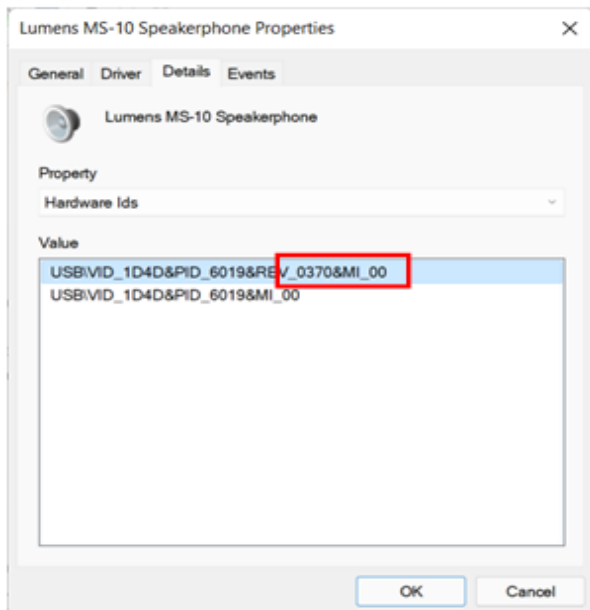 Lumens MS-10 Speakerphone Properties
General Driver Details Events
Lumens MS-10 Speakerphone
Property
Hardware Ids
Value
USB\VID_1D4D&PID_6019&REV_0370&MI_00
USB\VID_1D4D&PID_6019&MI_00
OK Cancel